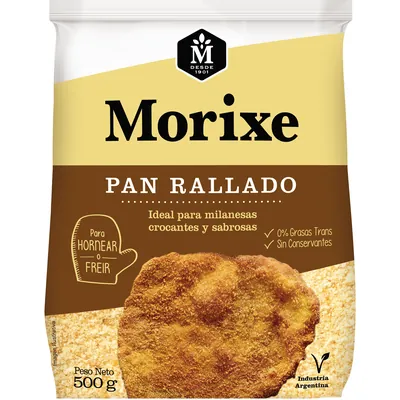 M
DESDE
1901
Morixe
PAN RALLADO
Ideal para milanesas
crocantes y sabrosas
✓ 0% Grasas Trans
✓ Sin Conservantes
Para
HORNEAR
o
FREIR
Peso Neto
500 g
V
Industria
Argentina